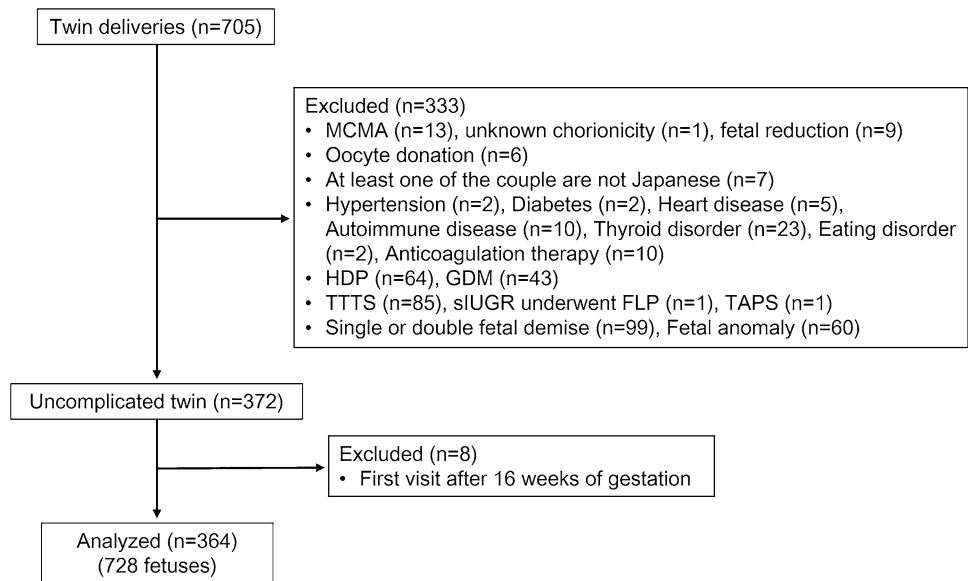 Twin deliveries (n=705)
Excluded (n=333)
• MCMA (n=13), unknown chorionicity (n=1), fetal reduction (n=9)
• Oocyte donation (n=6)
• At least one of the couple are not Japanese (n=7)
• Hypertension (n=2), Diabetes (n=2), Heart disease (n=5),
Autoimmune disease (n=10), Thyroid disorder (n=23), Eating disorder
(n=2), Anticoagulation therapy (n=10)
• HDP (n=64), GDM (n=43)
• TTTS (n=85), sIUGR underwent FLP (n=1), TAPS (n=1)
• Single or double fetal demise (n=99), Fetal anomaly (n=60)
Uncomplicated twin (n=372)
Excluded (n=8)
• First visit after 16 weeks of gestation
Analyzed (n=364)
(728 fetuses)